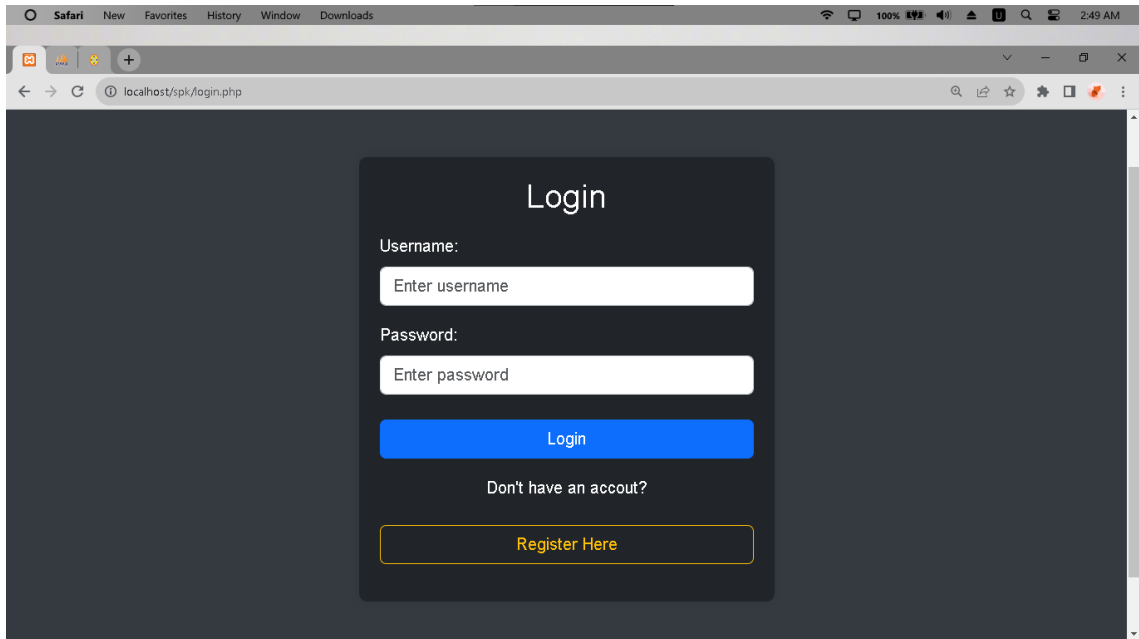 Safari New Favorites History Window Downloads 100% U 2:49 AM
localhost/spk/login.php
Login
Username:
Enter username
Password:
Enter password
Login
Don't have an accout?
Register Here